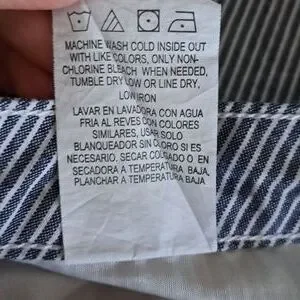 MACHINE WASH COLD INSIDE OUT
WITH LIKE COLORS, ONLY NON-
CHLORINE BLEACH WHEN NEEDED,
TUMBLE DRY LOW OR LINE DRY,
LOW IRON
LAVAR EN LAVADORA CON AGUA
FRIA AL REVES CON COLORES
SIMILARES, USAR SOLO
BLANQUEADOR SIN CLORO SI ES
NECESARIO. SECAR COLGADO O EN
SECADORA A TEMPERATURA BAJA,
PLANCHAR A TEMPERATURA BAJA